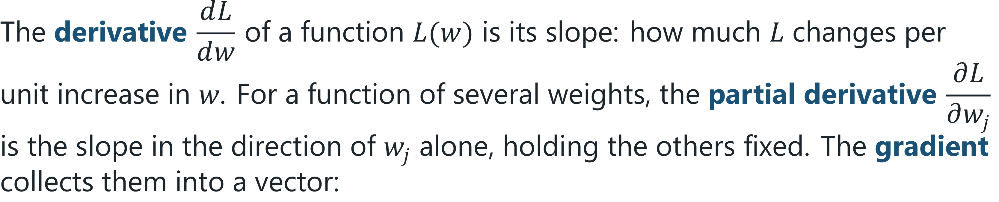 The derivative dL/dw of a function L(w) is its slope: how much L changes per
unit increase in w. For a function of several weights, the partial derivative ∂L/∂w_j
is the slope in the direction of w_j alone, holding the others fixed. The gradient
collects them into a vector: